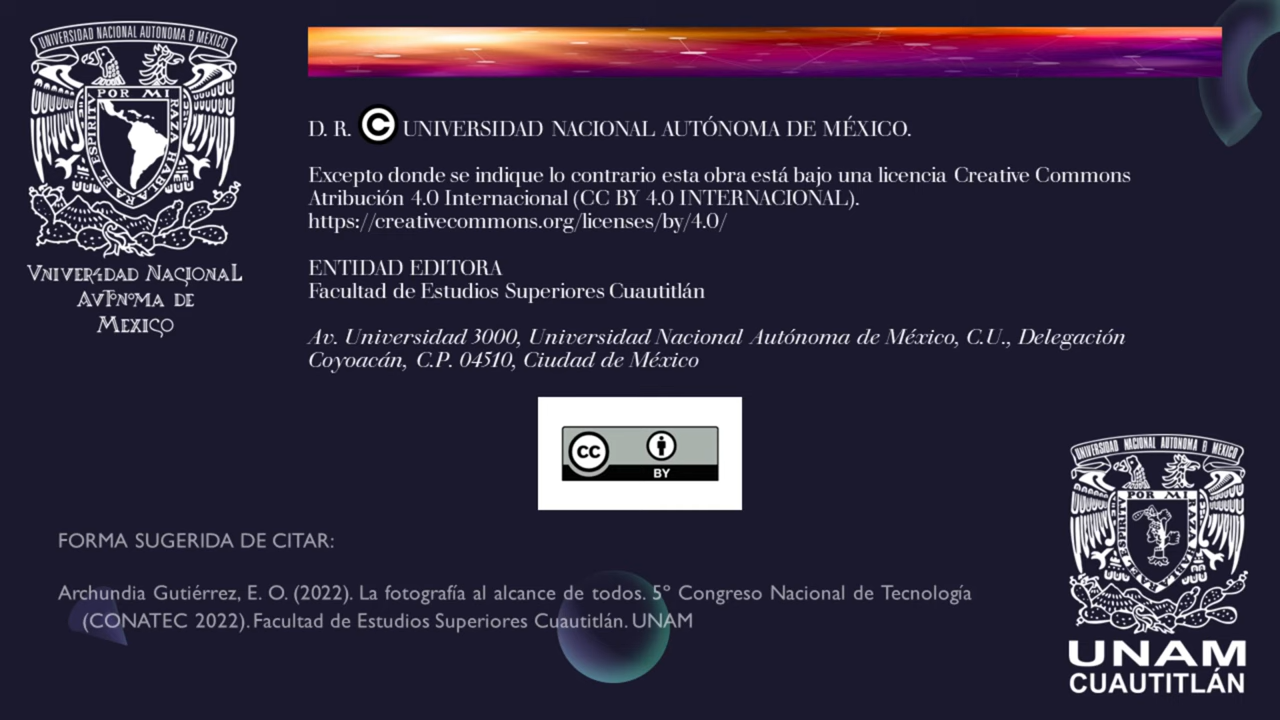 UNIVERSIDAD NACIONAL AUTONOMA DE MEXICO
POR MI RAZA HABLARA EL ESPIRITU
VNIVERSDAD NACIONAL
AVTNMA DE
MEXICO
D. R. © UNIVERSIDAD NACIONAL AUTÓNOMA DE MÉXICO.
Excepto donde se indique lo contrario esta obra está bajo una licencia Creative Commons
Atribución 4.0 Internacional (CC BY 4.0 INTERNACIONAL).
https://creativecommons.org/licenses/by/4.0/
ENTIDAD EDITORA
Facultad de Estudios Superiores Cuautitlán
Av. Universidad 3000, Universidad Nacional Autónoma de México, C.U., Delegación
Coyoacán, C.P. 04510, Ciudad de México
CC
BY
FORMA SUGERIDA DE CITAR:
Archundia Gutiérrez, E. O. (2022). La fotografía al alcance de todos. 5º Congreso Nacional de Tecnología
(CONATEC 2022). Facultad de Estudios Superiores Cuautitlán. UNAM
UNIVERSIDAD NACIONAL AUTONOMA DE MEXICO
POR MI RAZA
ESPIRITU
UNAM
CUAUTITLÁN